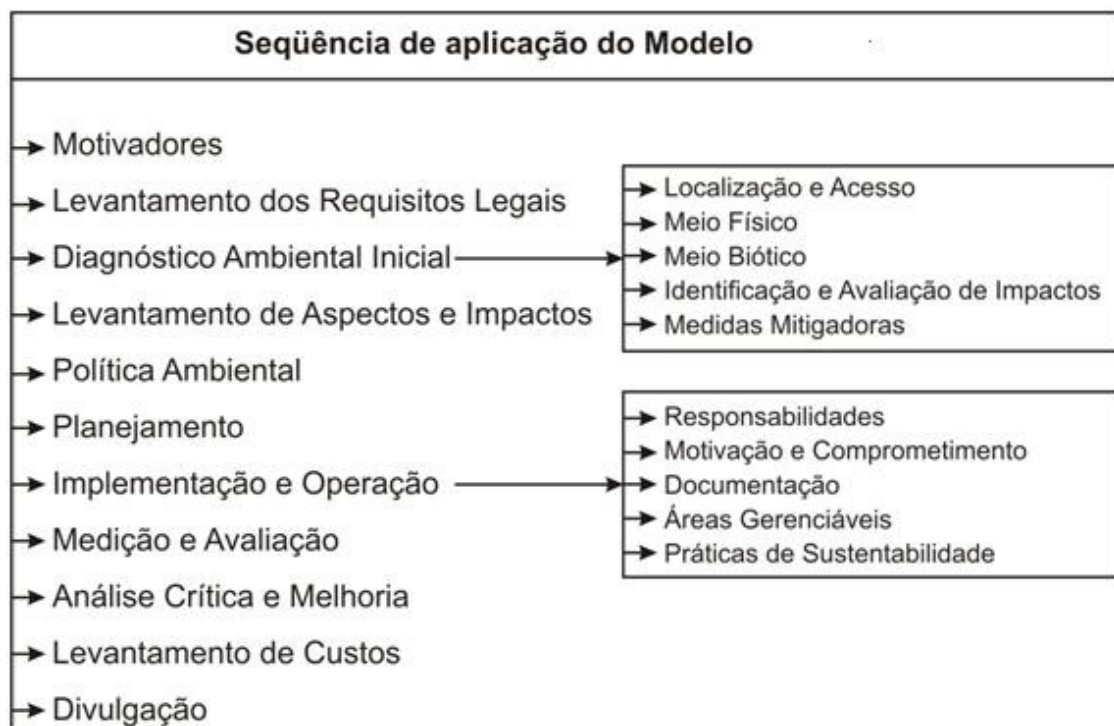 Seqüência de aplicação do Modelo
Motivadores
Levantamento dos Requisitos Legais
Diagnóstico Ambiental Inicial
Localização e Acesso
Meio Físico
Meio Biótico
Identificação e Avaliação de Impactos
Medidas Mitigadoras
Levantamento de Aspectos e Impactos
Política Ambiental
Planejamento
Implementação e Operação
Responsabilidades
Motivação e Comprometimento
Documentação
Áreas Gerenciáveis
Práticas de Sustentabilidade
Medição e Avaliação
Análise Crítica e Melhoria
Levantamento de Custos
Divulgação